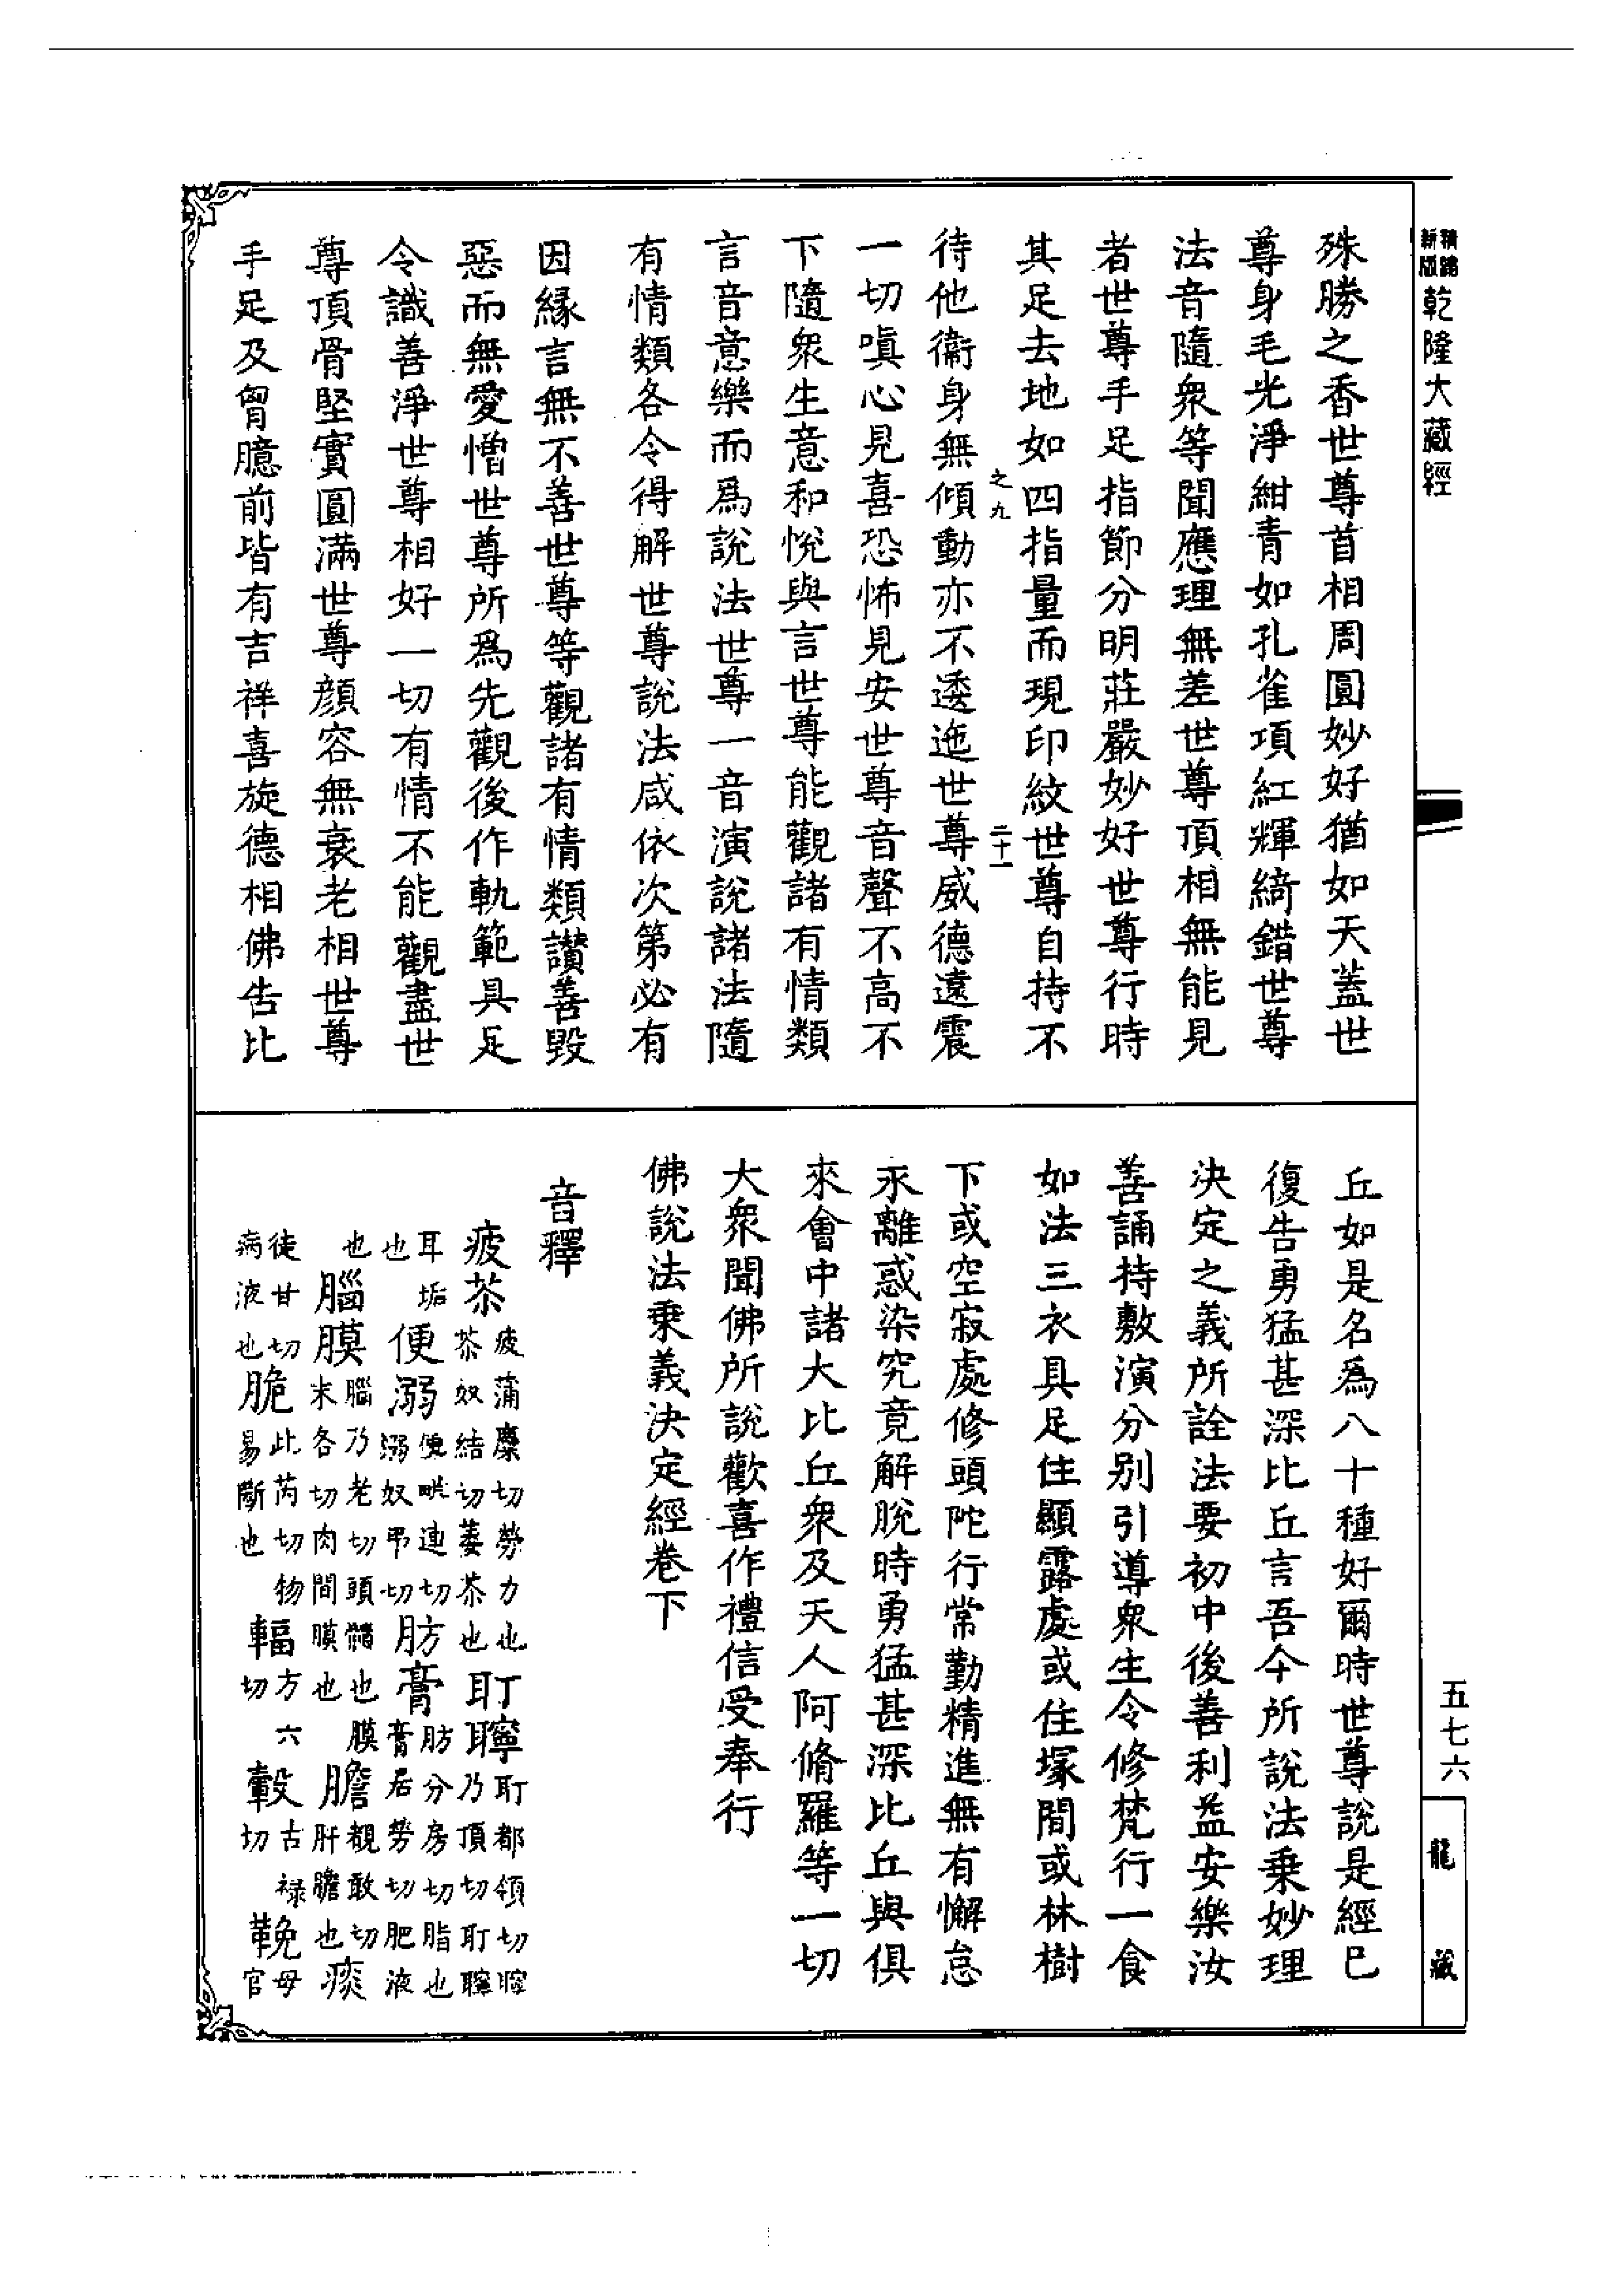 新版
精縮
乾隆大藏經
殊勝之香世尊首相周圓妙好猶如天蓋世
尊身毛光淨紺青如孔雀項紅輝綺錯世尊
法音隨衆等聞應理無差世尊頂相無能見
者世尊手足指節分明莊嚴妙好世尊行時
其足去地如四指量而現印紋世尊自持不
之九
二十一
待他衞身無傾動亦不逶迤世尊威德遠震
一切嗔心見喜恐怖見安世尊音聲不高不
下隨衆生意和悅與言世尊能觀諸有情類
言音意樂而爲說法世尊一音演說諸法隨
有情類各令得解世尊說法咸依次第必有
因緣言無不善世尊等觀諸有情類讃善毀
惡而無愛憎世尊所爲先觀後作軌範具足
令識善淨世尊相好一切有情不能觀盡世
尊頂骨堅實圓滿世尊顔容無衰老相世尊
手足及胷臆前皆有吉祥喜旋德相佛告比
丘如是名爲八十種好爾時世尊說是經已
復告勇猛甚深比丘言吾今所說法乗妙理
決定之義所詮法要初中後善利益安樂汝
善誦持敷演分别引導衆生令修梵行一食
如法三衣具足住顯露處或住塚間或林樹
下或空寂處修頭陀行常勤精進無有懈怠
永離惑染究竟解脫時勇猛甚深比丘與俱
來會中諸大比丘衆及天人阿脩羅等一切
大衆聞佛所說歡喜作禮信受奉行
佛說法乗義決定經卷下
音釋
疲苶 疲蒲麋切勞力也苶奴結切萎苶也 耵聹 耵都領切聹乃頂切耵聹
耳垢也 便溺 便毗連切溺奴弔切 肪膏 肪分房切脂也膏居勞切肥液
也 腦膜 腦乃老切頭髓也膜末各切肉間膜也 膽 覩敢切肝膽也 痰
徒甘切病液也 脆 此芮切物易斷也 輻 方六切 轂 古禄切 鞔 母官
五七六
龍藏